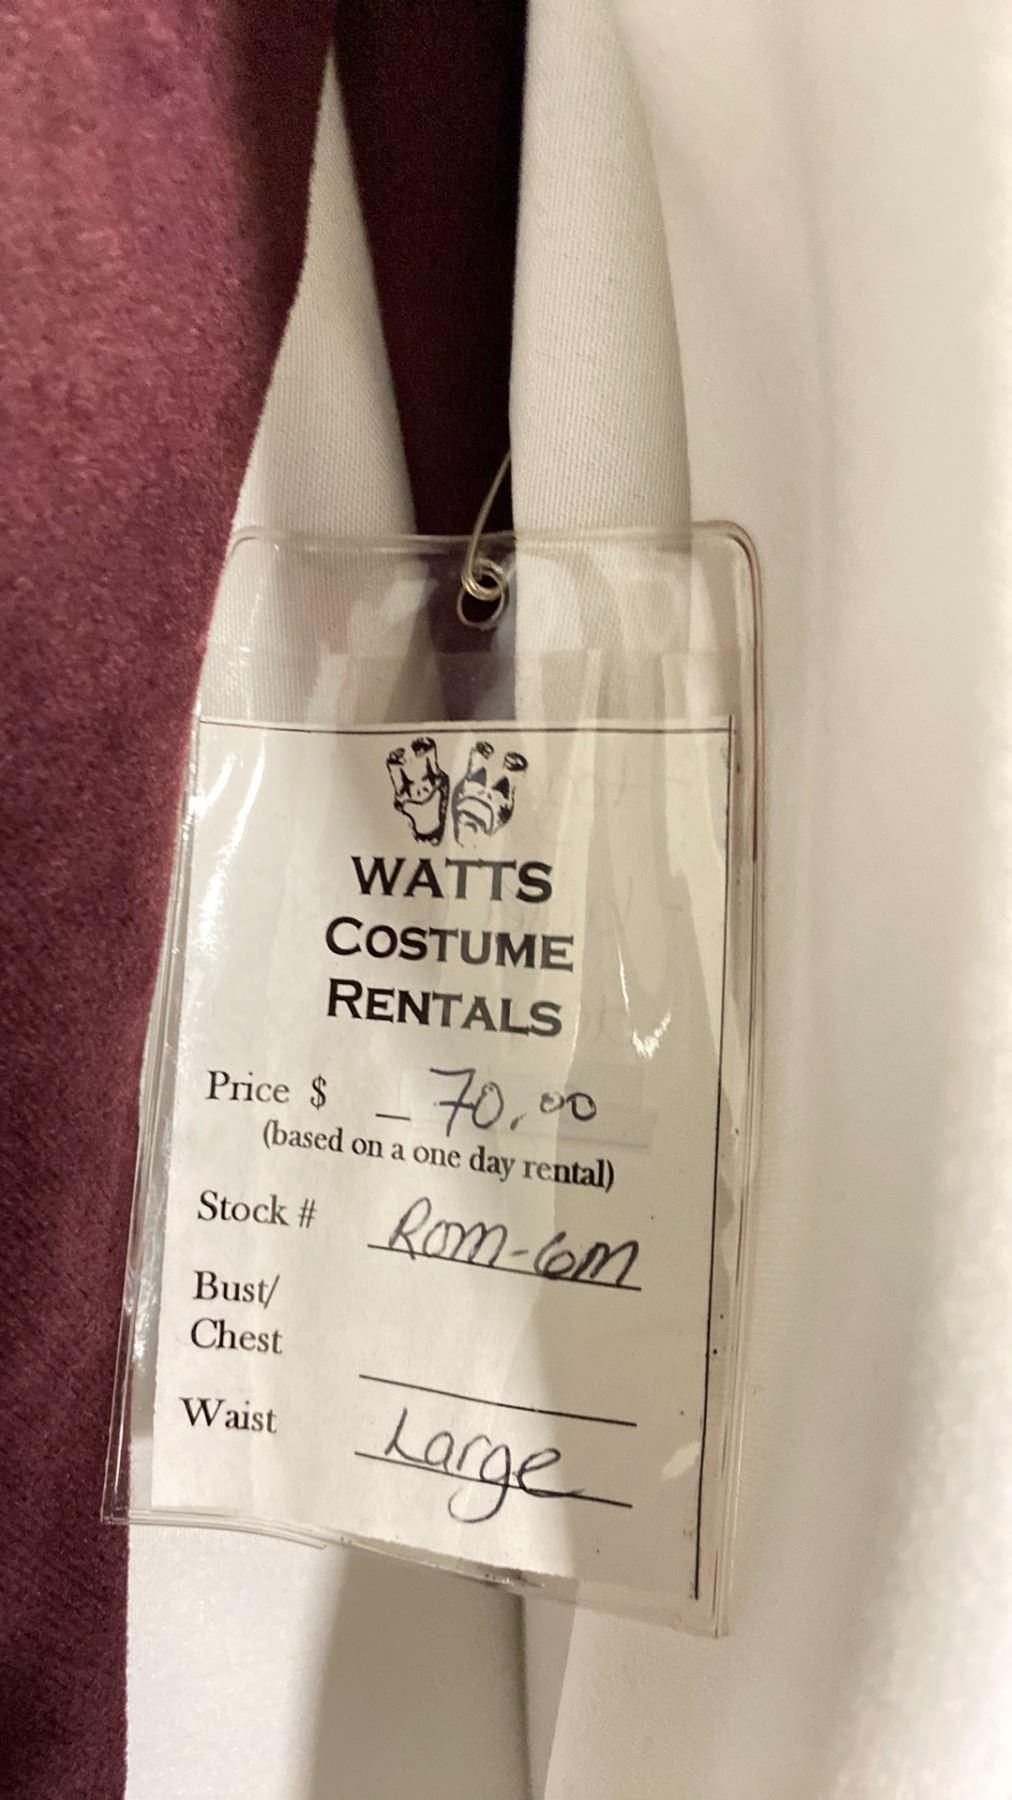 WATTS
COSTUME
RENTALS
Price $ 70.00
(based on a one day rental)
Stock # Rom-6m
Bust/
Chest
Waist Large